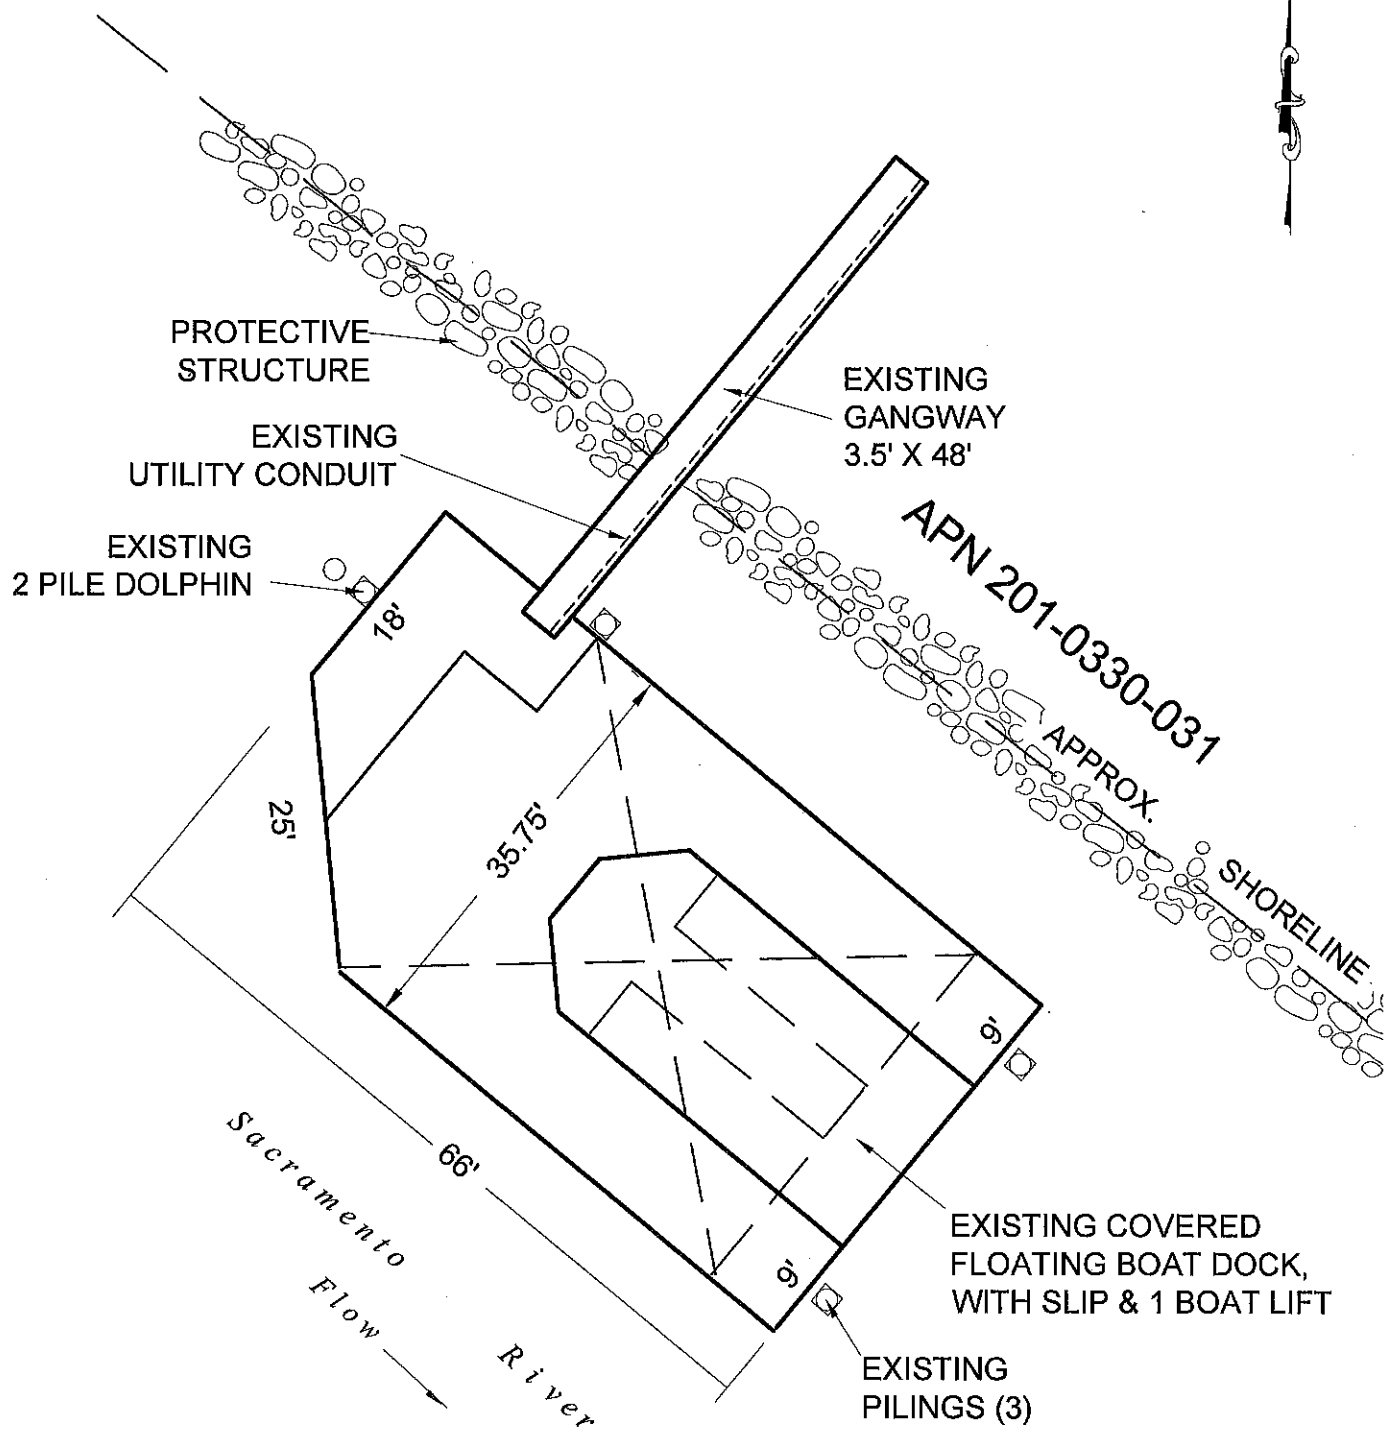 PROTECTIVE
STRUCTURE
EXISTING
UTILITY CONDUIT
EXISTING
2 PILE DOLPHIN
EXISTING
GANGWAY
3.5' X 48'
APN 201-0330-031
APPROX.
SHORELINE
18'
25'
35.75'
9'
9'
66'
Sacramento
River
Flow
EXISTING COVERED
FLOATING BOAT DOCK,
WITH SLIP & 1 BOAT LIFT
EXISTING
PILINGS (3)